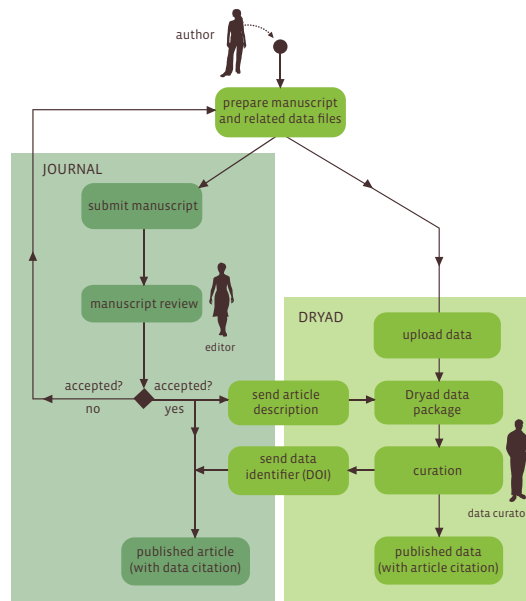 author
prepare manuscript
and related data files
JOURNAL
submit manuscript
manuscript review
editor
DRYAD
upload data
accepted?
no
accepted?
yes
send article
description
Dryad data
package
send data
identifier (DOI)
curation
data curato
published article
(with data citation)
published data
(with article citation)